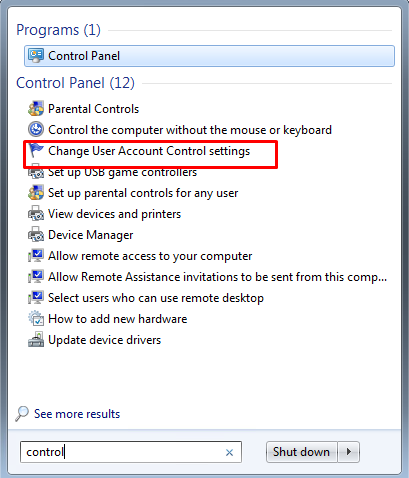 Programs (1)
Control Panel
Control Panel (12)
Parental Controls
Control the computer without the mouse or keyboard
Change User Account Control settings
Set up USB game controllers
Set up parental controls for any user
View devices and printers
Device Manager
Allow remote access to your computer
Allow Remote Assistance invitations to be sent from this comp...
Select users who can use remote desktop
How to add new hardware
Update device drivers
See more results
control
Shut down